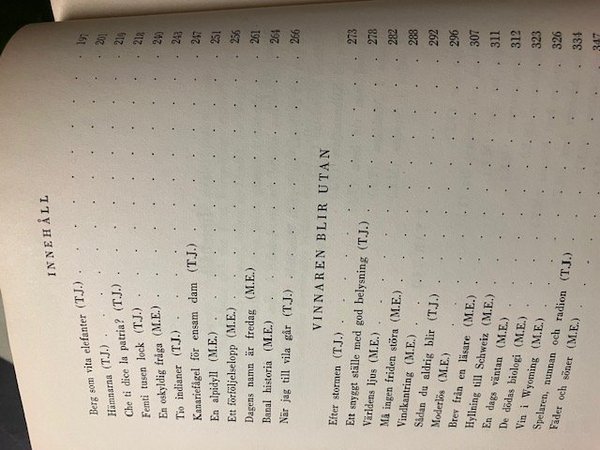 INNEHÅLL
Berg som vita elefanter (T.J.) . . . . . . . . 197
Hämnarna (T.J.) . . . . . . . . 201
Che ti dice la patria? (T.J.) . . . . . . . . 210
Femti tusen lock (T.J.) . . . . . . . . 218
En oskyldig fråga (M.E.) . . . . . . . . 240
Tio indianer (T.J.) . . . . . . . . 243
Kanariefågel för ensam dam (T.J.) . . . . . . . . 247
En alpidyll (M.E.) . . . . . . . . 251
Ett förföljelselopp (M.E.) . . . . . . . . 256
Dagens namn är fredag (M.E.) . . . . . . . . 261
Banal historia (M.E.) . . . . . . . . 264
När jag till vila går (T.J.) . . . . . . . . 266
VINNAREN BLIR UTAN
Efter stormen (T.J.) . . . . . . . . 273
Ett snyggt ställe med god belysning (T.J.) . . . . . . . . 278
Världens ljus (M.E.) . . . . . . . . 282
Må ingen friden störa (M.E.) . . . . . . . . 288
Vindkantring (M.E.) . . . . . . . . 292
Sådan du aldrig blir (T.J.) . . . . . . . . 296
Moderlös (M.E.) . . . . . . . . 307
Brev från en läsare (M.E.) . . . . . . . . 311
Hyllning till Schweiz (M.E.) . . . . . . . . 312
En dags väntan (M.E.) . . . . . . . . 323
De dödas biologi (M.E.) . . . . . . . . 326
Vin i Wyoming (M.E.) . . . . . . . . 334
Spelaren, nunnan och radion (T.J.) . . . . . . . . 347
Fäder och söner (M.E.) . . . . . . . .